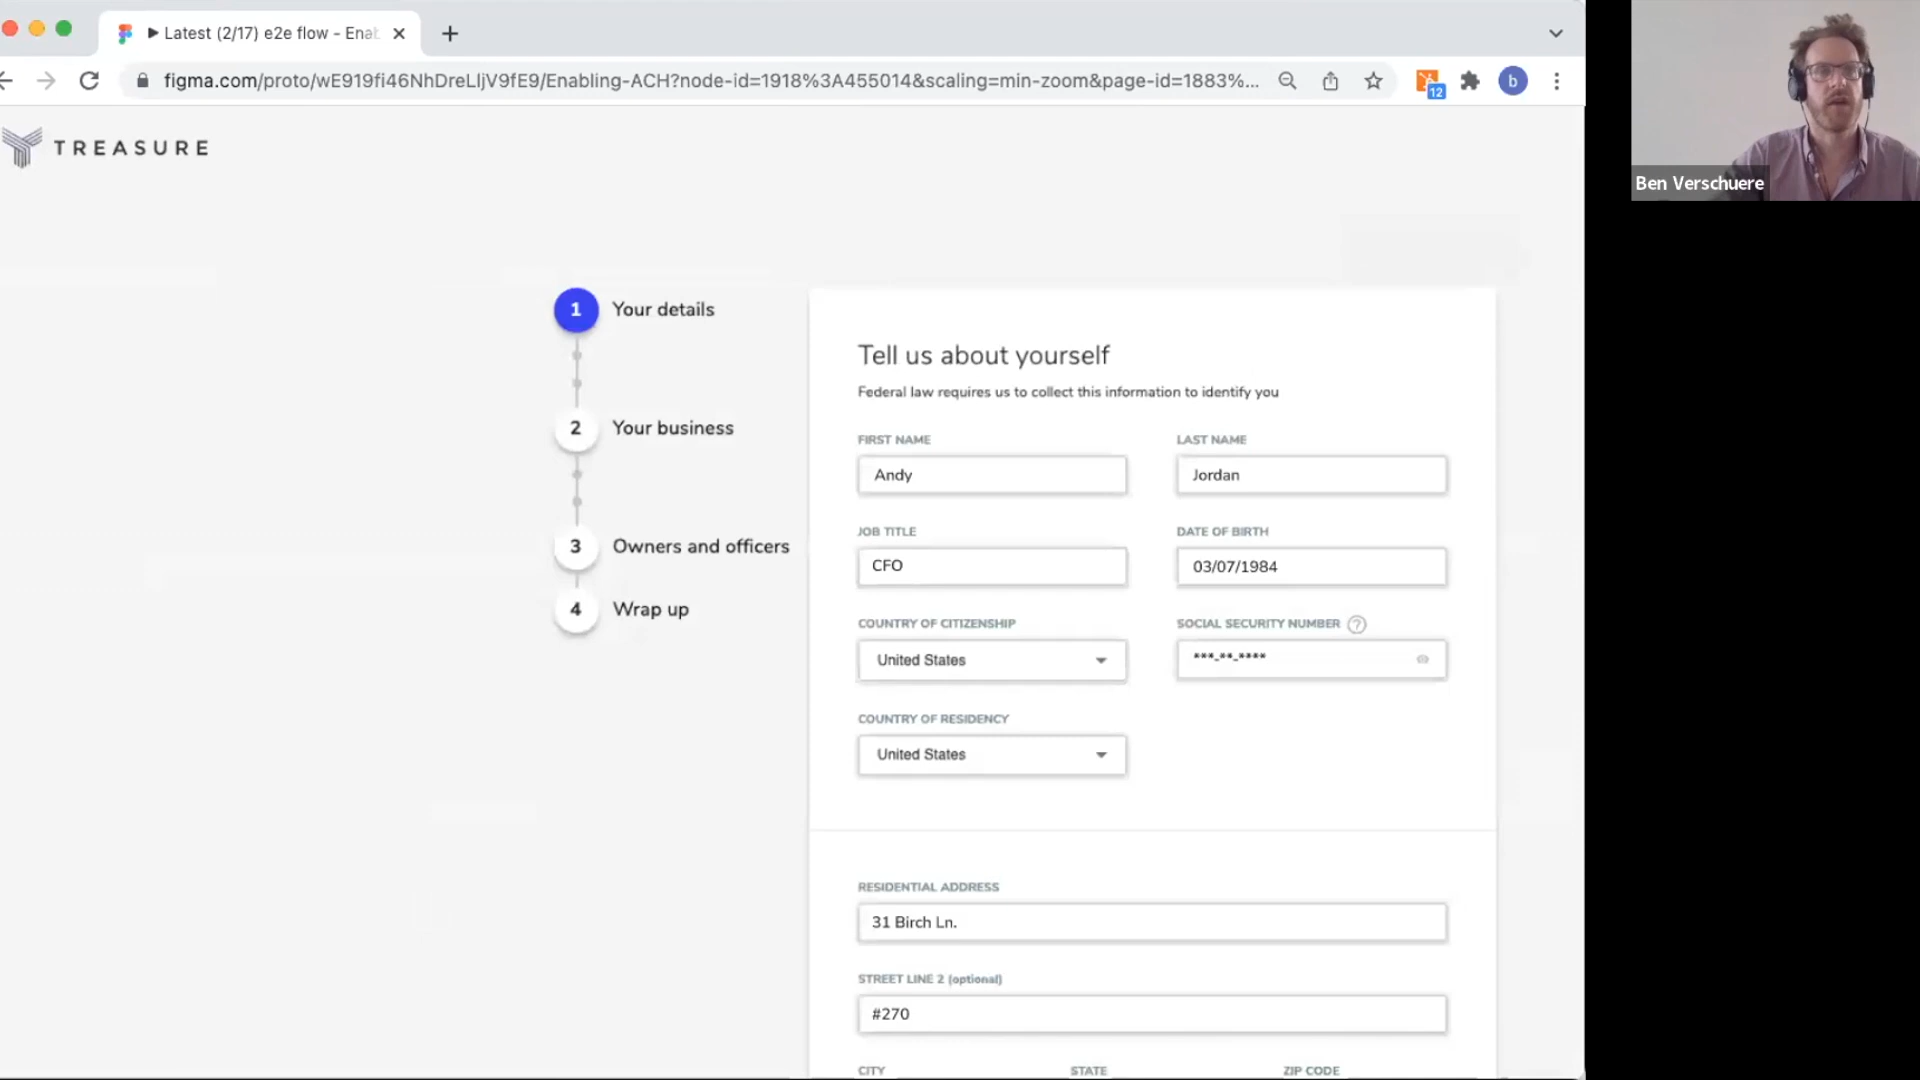 Latest (2/17) e2e flow - Enab
figma.com/proto/wE919fi46NhDreLIjV9fE9/Enabling-ACH?node-id=1918%3A455014&scaling=min-zoom&page-id=1883%...
12
b
TREASURE
Ben Verschuere
1 Your details
2 Your business
3 Owners and officers
4 Wrap up
Tell us about yourself
Federal law requires us to collect this information to identify you
FIRST NAME
Andy
LAST NAME
Jordan
JOB TITLE
CFO
DATE OF BIRTH
03/07/1984
COUNTRY OF CITIZENSHIP
United States
SOCIAL SECURITY NUMBER ?
***-**-****
COUNTRY OF RESIDENCY
United States
RESIDENTIAL ADDRESS
31 Birch Ln.
STREET LINE 2 (optional)
#270
CITY STATE ZIP CODE